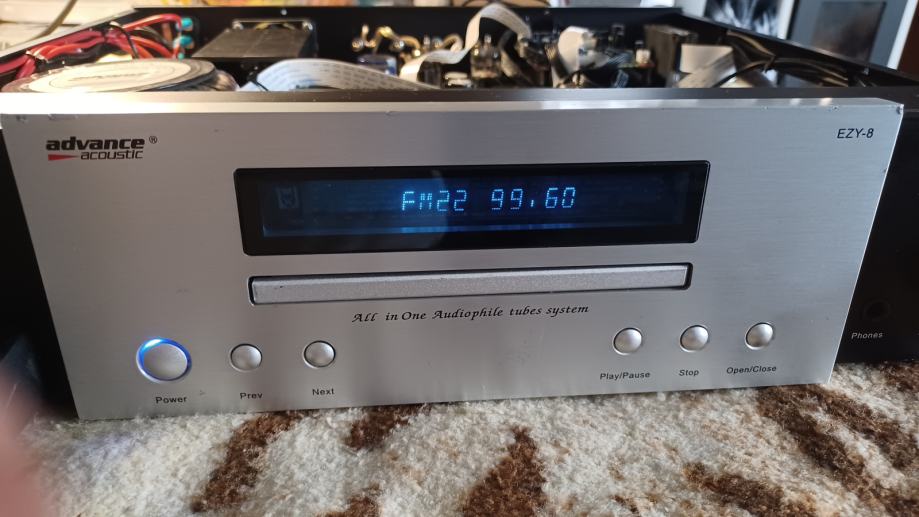 advance®
acoustic
EZY-8
FM22 99.60
All in One Audiophile tubes system
Power
Prev
Next
Play/Pause
Stop
Open/Close
Phones